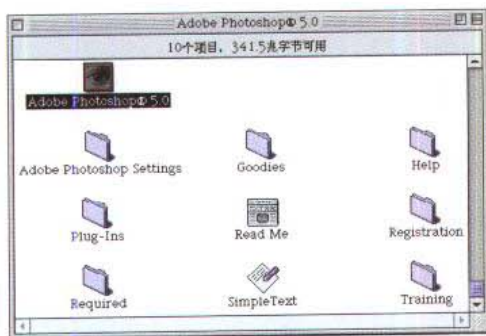 Adobe Photoshop® 5.0
10个项目，341.5兆字节可用
Adobe Photoshop® 5.0
Adobe Photoshop Settings
Goodies
Help
Plug-Ins
Read Me
Registration
Required
SimpleText
Training